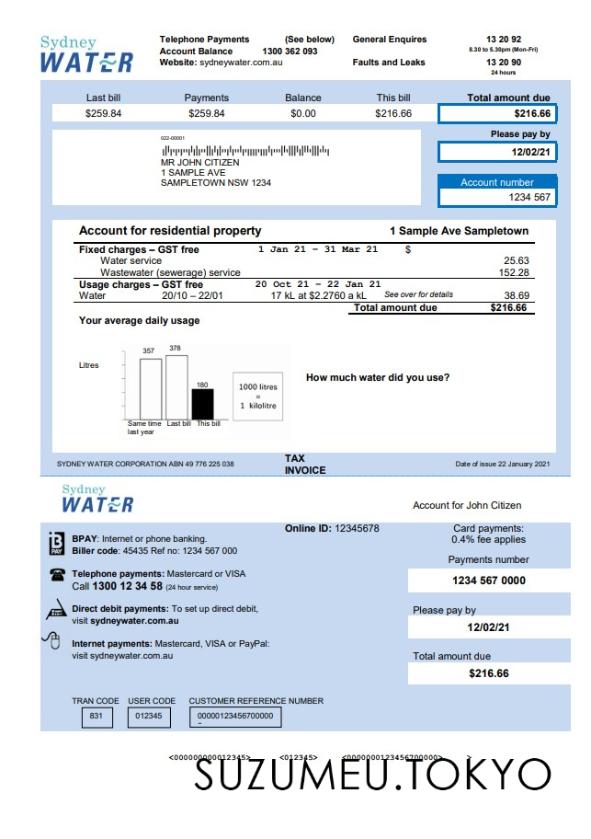 Sydney
WATER
Telephone Payments (See below)
Account Balance 1300 362 093
Website: sydneywater.com.au
General Enquires 13 20 92
8.30 to 5.30pm (Mon-Fri)
Faults and Leaks 13 20 90
24 hours
Last bill Payments Balance This bill Total amount due
$259.84 $259.84 $0.00 $216.66 $216.66
Please pay by
12/02/21
022-00001
MR JOHN CITIZEN
1 SAMPLE AVE
SAMPLETOWN NSW 1234
Account number
1234 567
Account for residential property 1 Sample Ave Sampletown
Fixed charges – GST free 1 Jan 21 – 31 Mar 21 $
Water service 25.63
Wastewater (sewerage) service 152.28
Usage charges – GST free 20 Oct 21 – 22 Jan 21
Water 20/10 – 22/01 17 kL at $2.2760 a kL See over for details 38.69
Total amount due $216.66
Your average daily usage
Litres
357 378 180
Same time last year
Last bill
This bill
1000 litres
=
1 kilolitre
How much water did you use?
SYDNEY WATER CORPORATION ABN 49 776 225 038
TAX
INVOICE
Date of issue 22 January 2021
Sydney
WATER
Account for John Citizen
Online ID: 12345678
B
PAY
BPAY: Internet or phone banking.
Biller code: 45435 Ref no: 1234 567 000
Telephone payments: Mastercard or VISA
Call 1300 12 34 58 (24 hour service)
Direct debit payments: To set up direct debit,
visit sydneywater.com.au
Internet payments: Mastercard, VISA or PayPal:
visit sydneywater.com.au
Card payments:
0.4% fee applies
Payments number
1234 567 0000
Please pay by
12/02/21
Total amount due
$216.66
TRAN CODE USER CODE CUSTOMER REFERENCE NUMBER
831 012345 00000123456700000
SUZUMEU.TOKYO